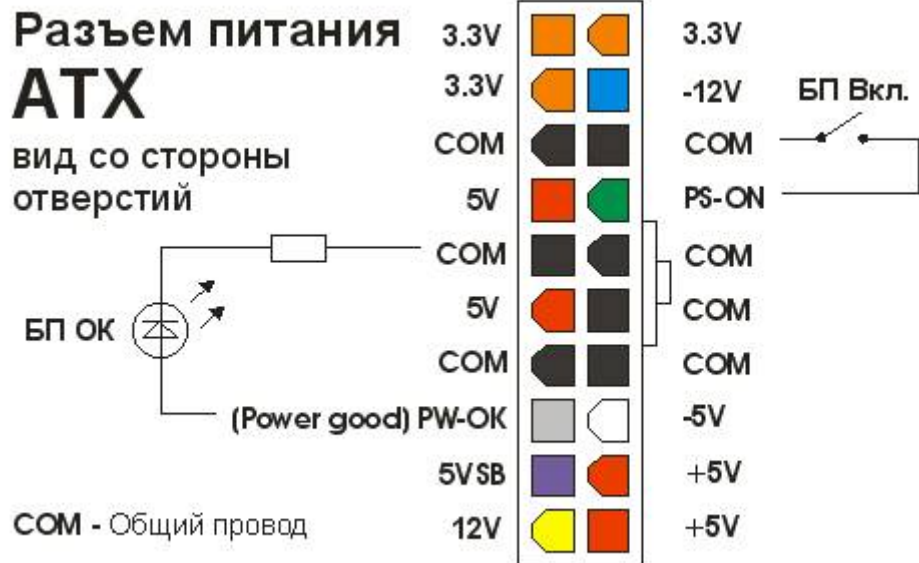 Разъем питания
ATX
вид со стороны
отверстий
3.3V 3.3V
3.3V -12V
COM COM
5V PS-ON
COM COM
5V COM
COM COM
(Power good) PW-OK -5V
5VSB +5V
12V +5V
БП Вкл.
БП ОК
COM - Общий провод